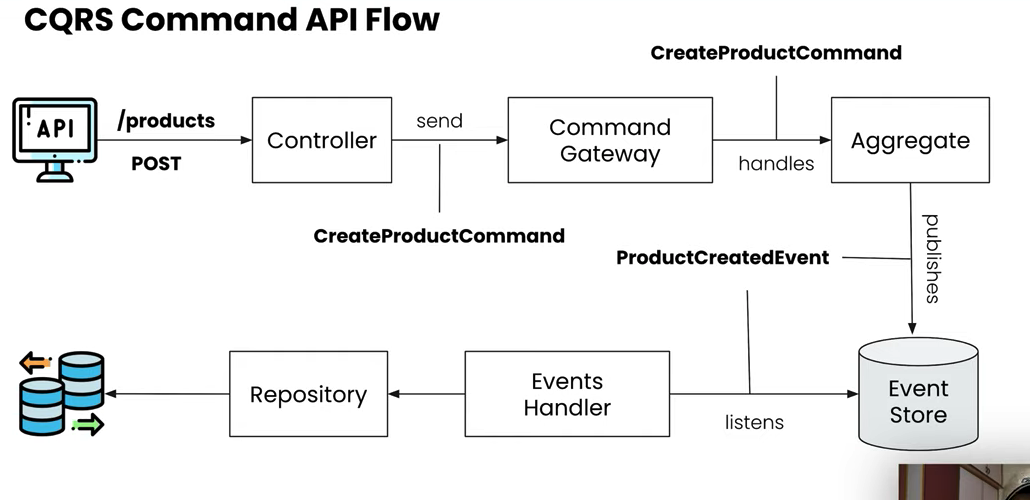 CQRS Command API Flow
CreateProductCommand
API
/products
POST
Controller
send
Command
Gateway
handles
Aggregate
CreateProductCommand
publishes
ProductCreatedEvent
Repository
Events
Handler
listens
Event
Store